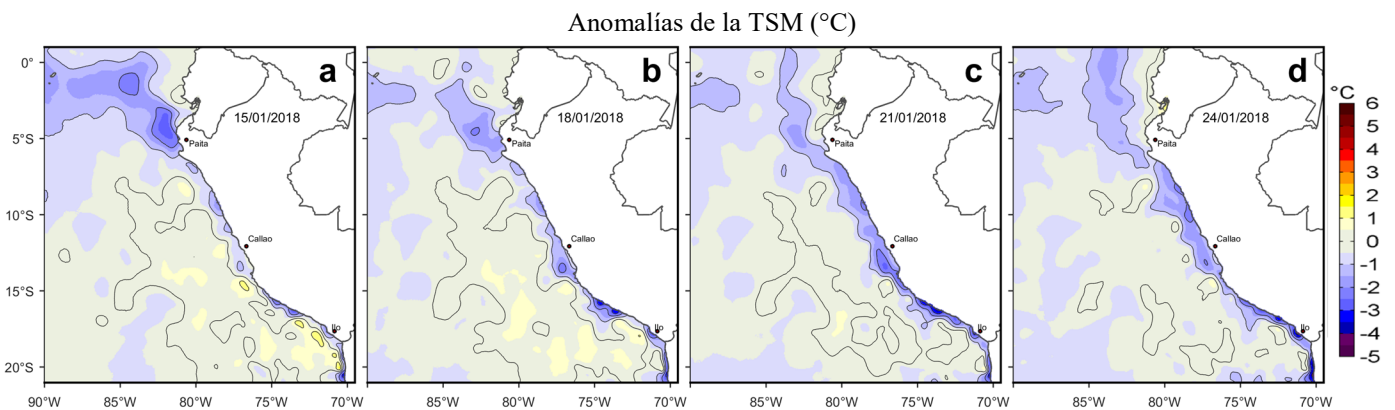 Anomalías de la TSM (°C)
a
b
c
d
15/01/2018
18/01/2018
21/01/2018
24/01/2018
Paita
Paita
Paita
Paita
Callao
Callao
Callao
Callao
Ilo
Ilo
Ilo
Ilo
0°
5°S
10°S
15°S
20°S
90°W 85°W 80°W 75°W 70°W
85°W 80°W 75°W 70°W
85°W 80°W 75°W 70°W
85°W 80°W 75°W 70°W
°C
6
5
4
3
2
1
0
-1
-2
-3
-4
-5